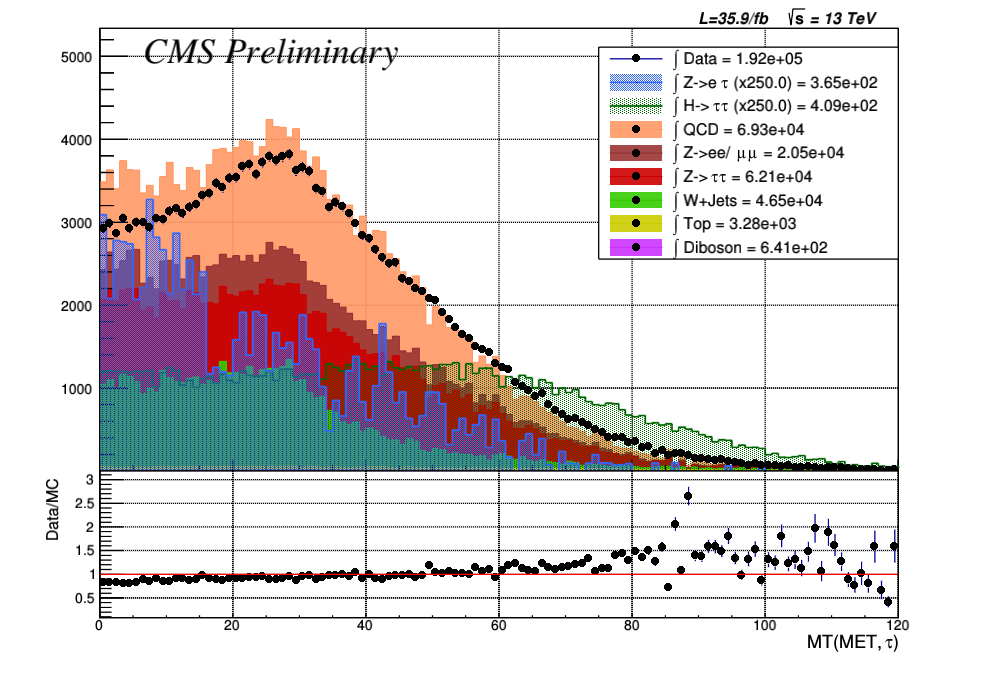 L=35.9/fb √s = 13 TeV
CMS Preliminary
5000
4000
3000
2000
1000
∫ Data = 1.92e+05
∫ Z->e τ (x250.0) = 3.65e+02
∫ H-> ττ (x250.0) = 4.09e+02
∫ QCD = 6.93e+04
∫ Z->ee/ μμ = 2.05e+04
∫ Z-> ττ = 6.21e+04
∫ W+Jets = 4.65e+04
∫ Top = 3.28e+03
∫ Diboson = 6.41e+02
Data/MC
3
2.5
2
1.5
1
0.5
0 20 40 60 80 100 120
MT(MET, τ)